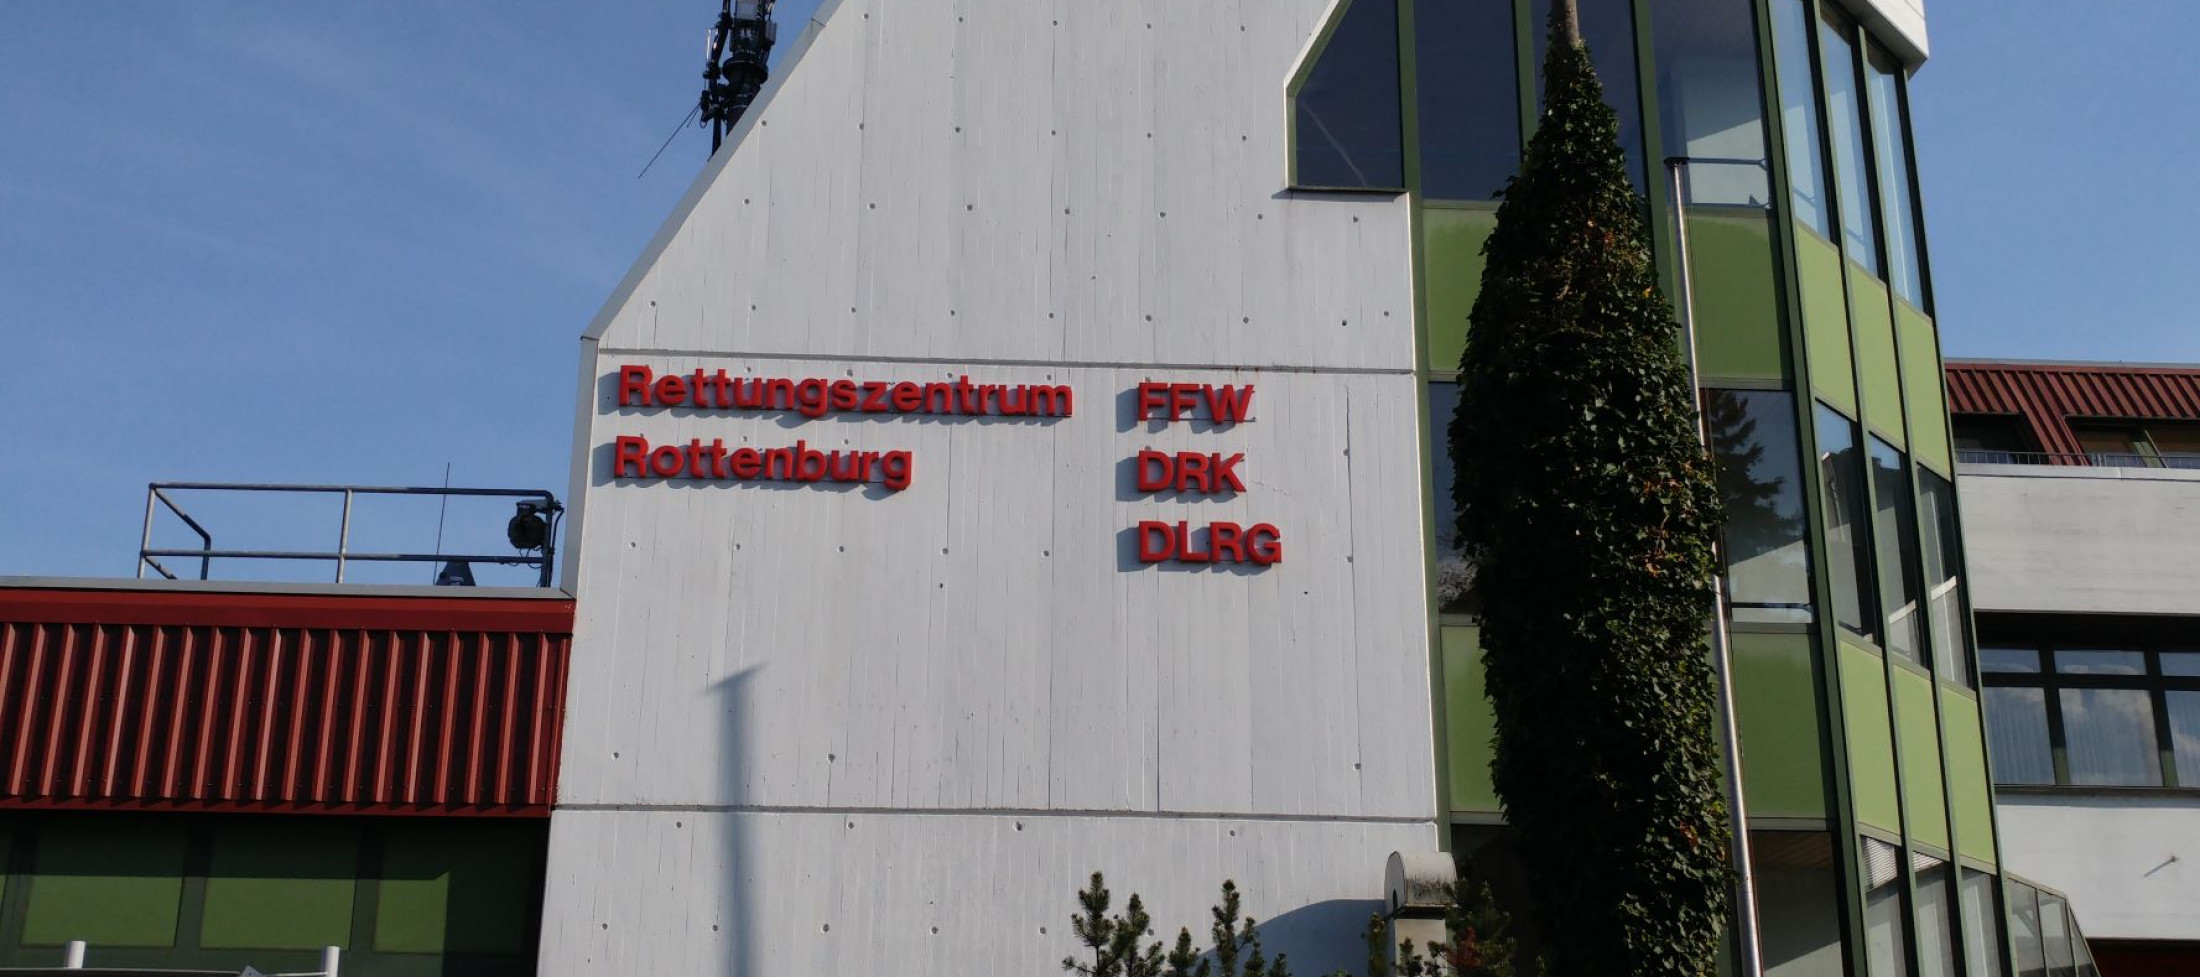 Rettungszentrum
Rottenburg
FFW
DRK
DLRG